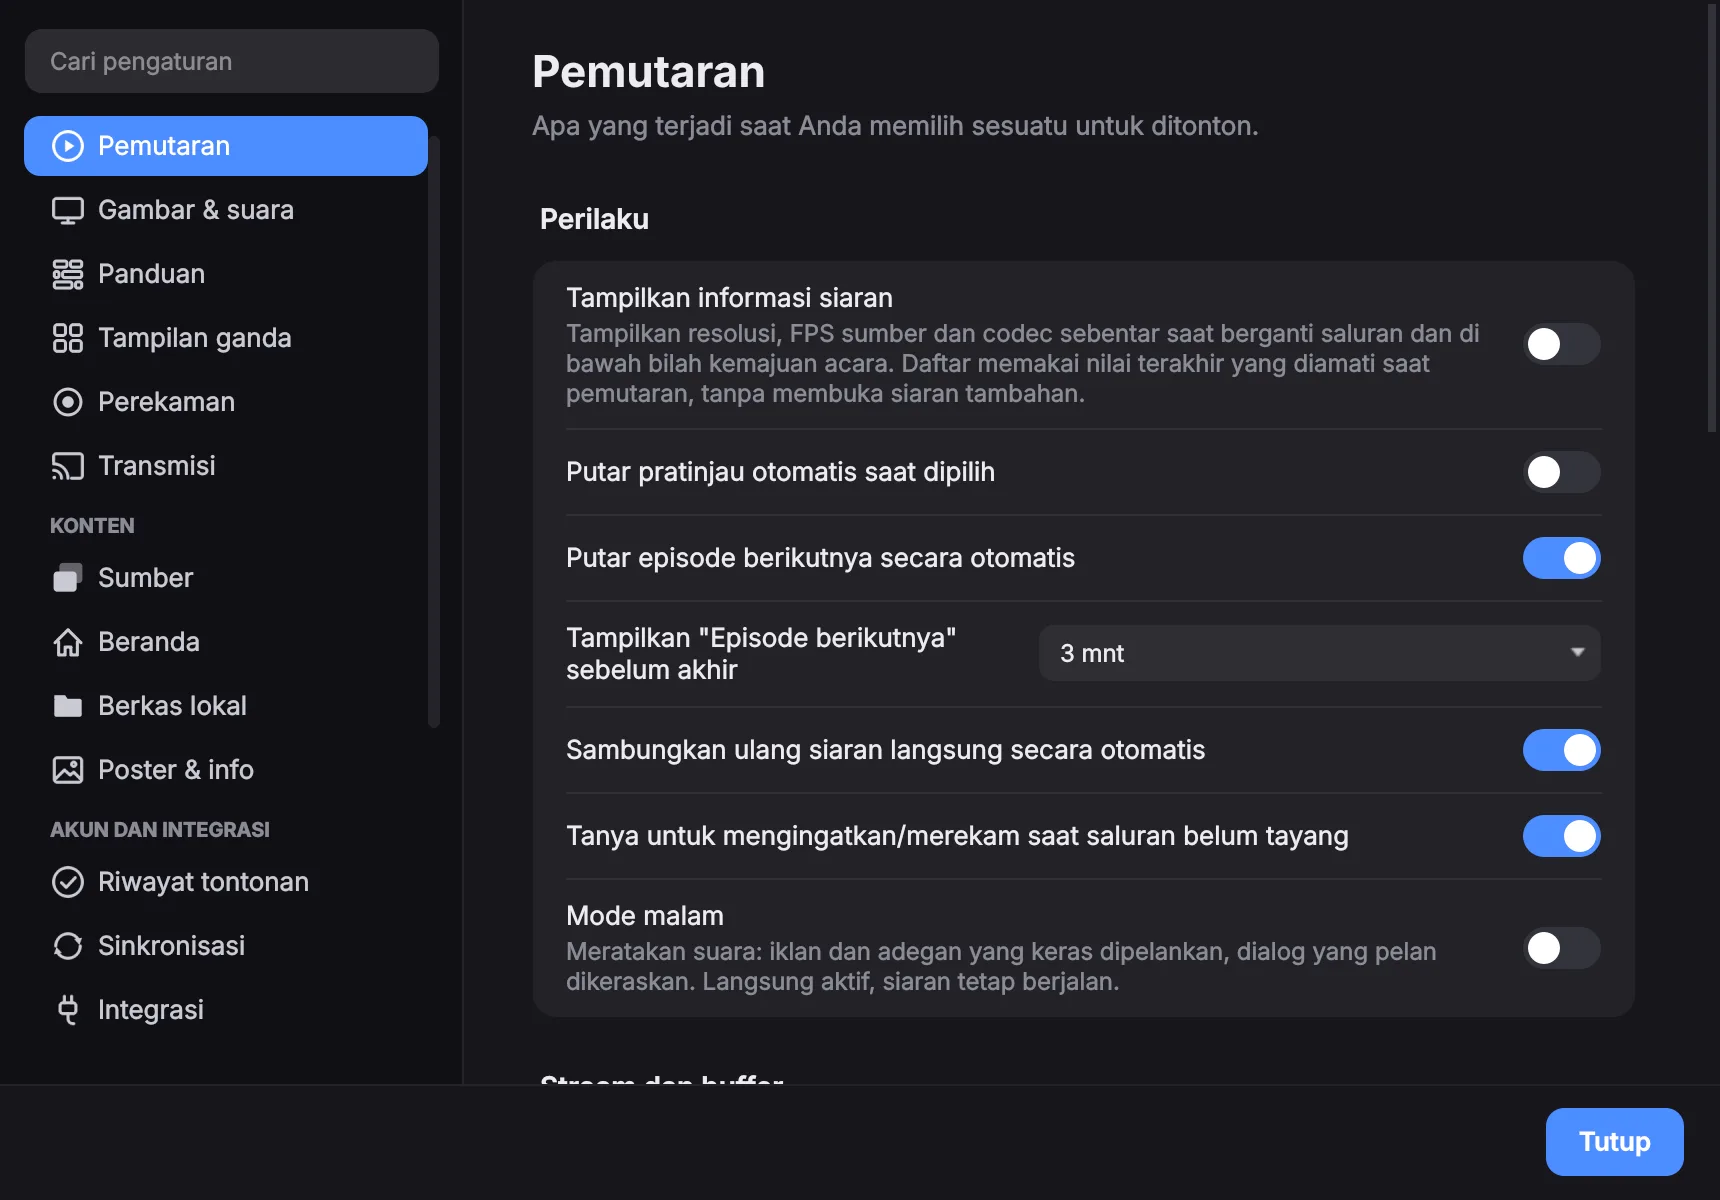 Cari pengaturan
Pemutaran
Gambar & suara
Panduan
Tampilan ganda
Perekaman
Transmisi
KONTEN
Sumber
Beranda
Berkas lokal
Poster & info
AKUN DAN INTEGRASI
Riwayat tontonan
Sinkronisasi
Integrasi
Pemutaran
Apa yang terjadi saat Anda memilih sesuatu untuk ditonton.
Perilaku
Tampilkan informasi siaran
Tampilkan resolusi, FPS sumber dan codec sebentar saat berganti saluran dan di
bawah bilah kemajuan acara. Daftar memakai nilai terakhir yang diamati saat
pemutaran, tanpa membuka siaran tambahan.
Putar pratinjau otomatis saat dipilih
Putar episode berikutnya secara otomatis
Tampilkan "Episode berikutnya"
sebelum akhir
3 mnt
Sambungkan ulang siaran langsung secara otomatis
Tanya untuk mengingatkan/merekam saat saluran belum tayang
Mode malam
Meratakan suara: iklan dan adegan yang keras dipelankan, dialog yang pelan
dikeraskan. Langsung aktif, siaran tetap berjalan.
Stream dan buffer
Tutup